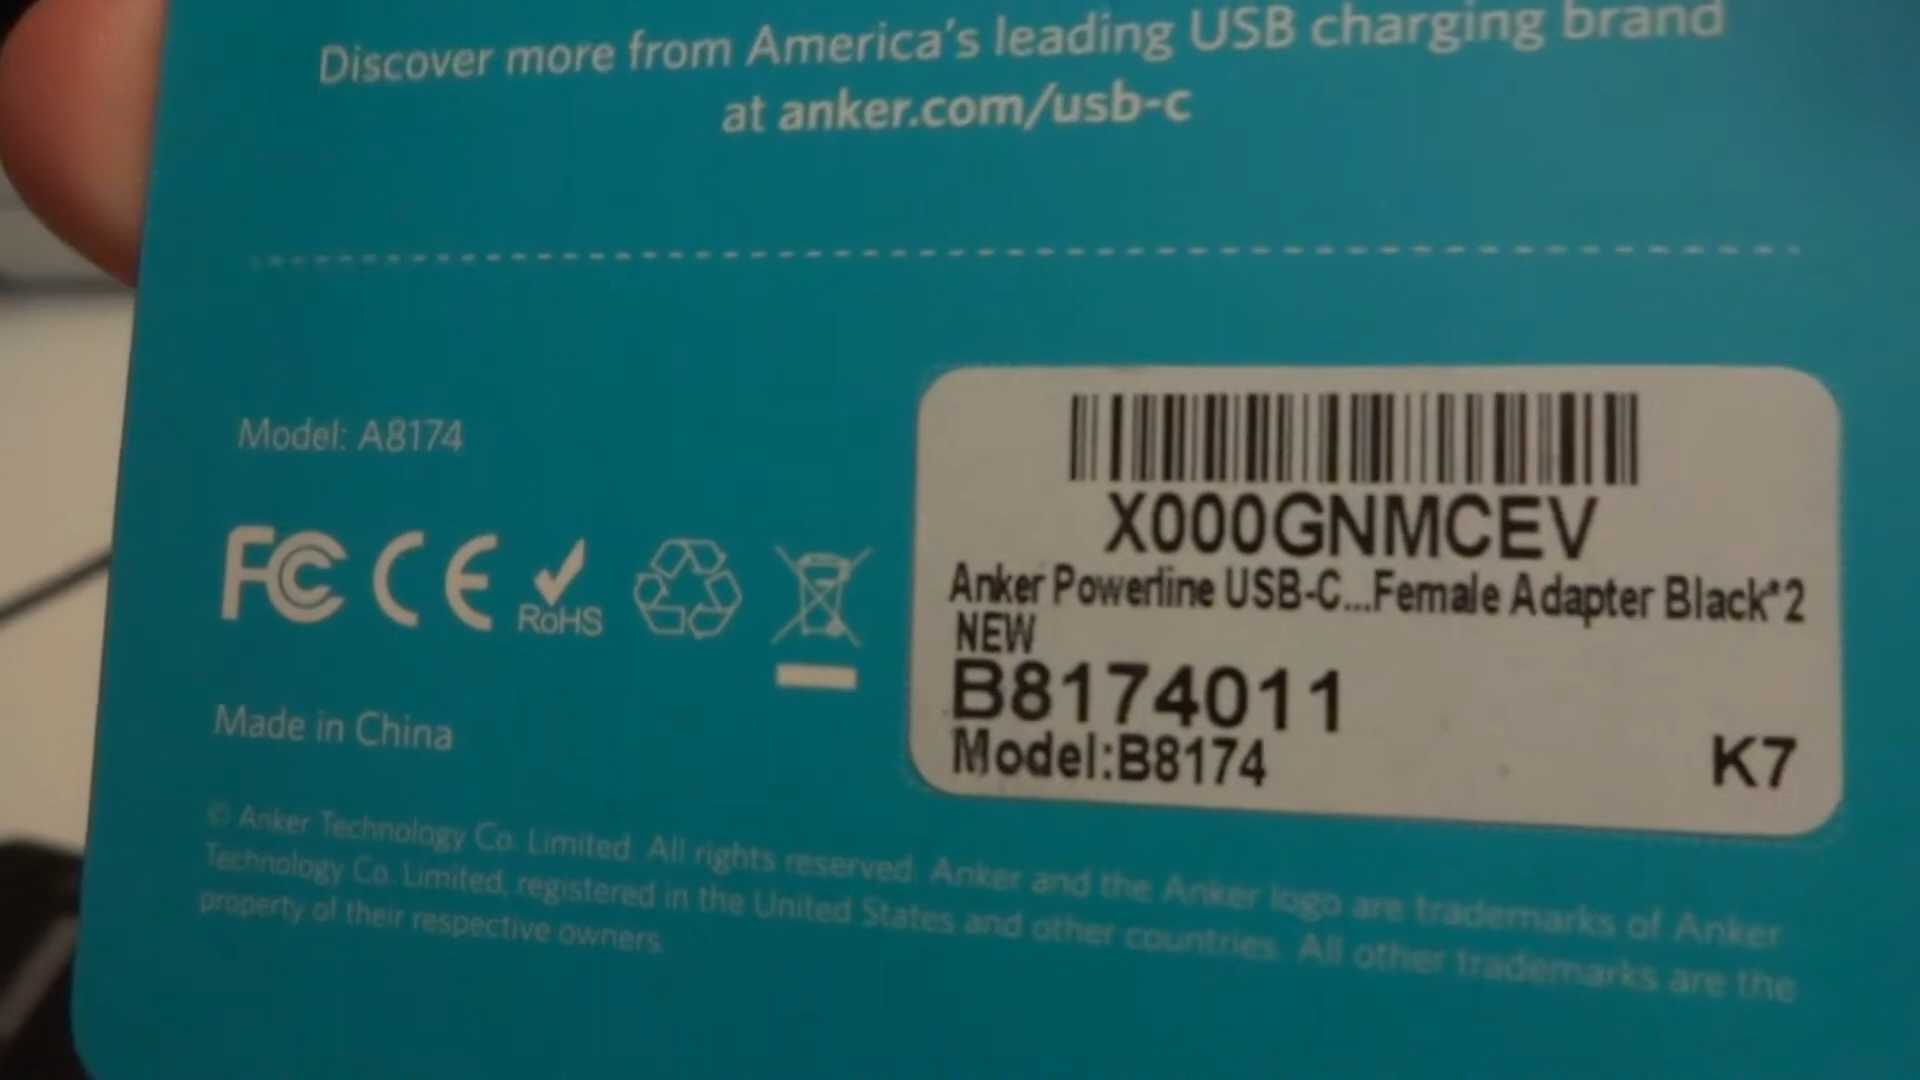 Discover more from America's leading USB charging brand
at anker.com/usb-c
Model: A8174
FC CE RoHS
Made in China
X000GNMCEV
Anker Powerline USB-C...Female Adapter Black*2
NEW
B8174011
Model:B8174 K7
© Anker Technology Co. Limited. All rights reserved. Anker and the Anker logo are trademarks of Anker
Technology Co. Limited, registered in the United States and other countries. All other trademarks are the
property of their respective owners.